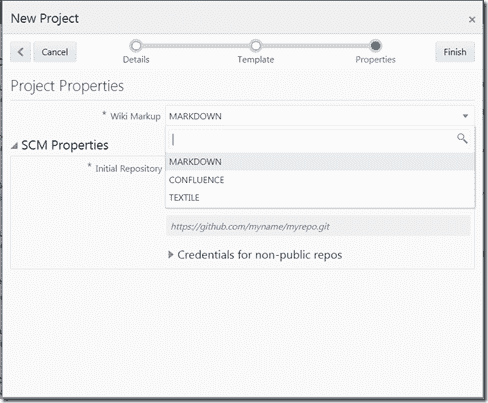 New Project
Cancel
Details
Template
Properties
Finish
Project Properties
* Wiki Markup
MARKDOWN
SCM Properties
MARKDOWN
* Initial Repository
CONFLUENCE
TEXTILE
https://github.com/myname/myrepo.git
Credentials for non-public repos